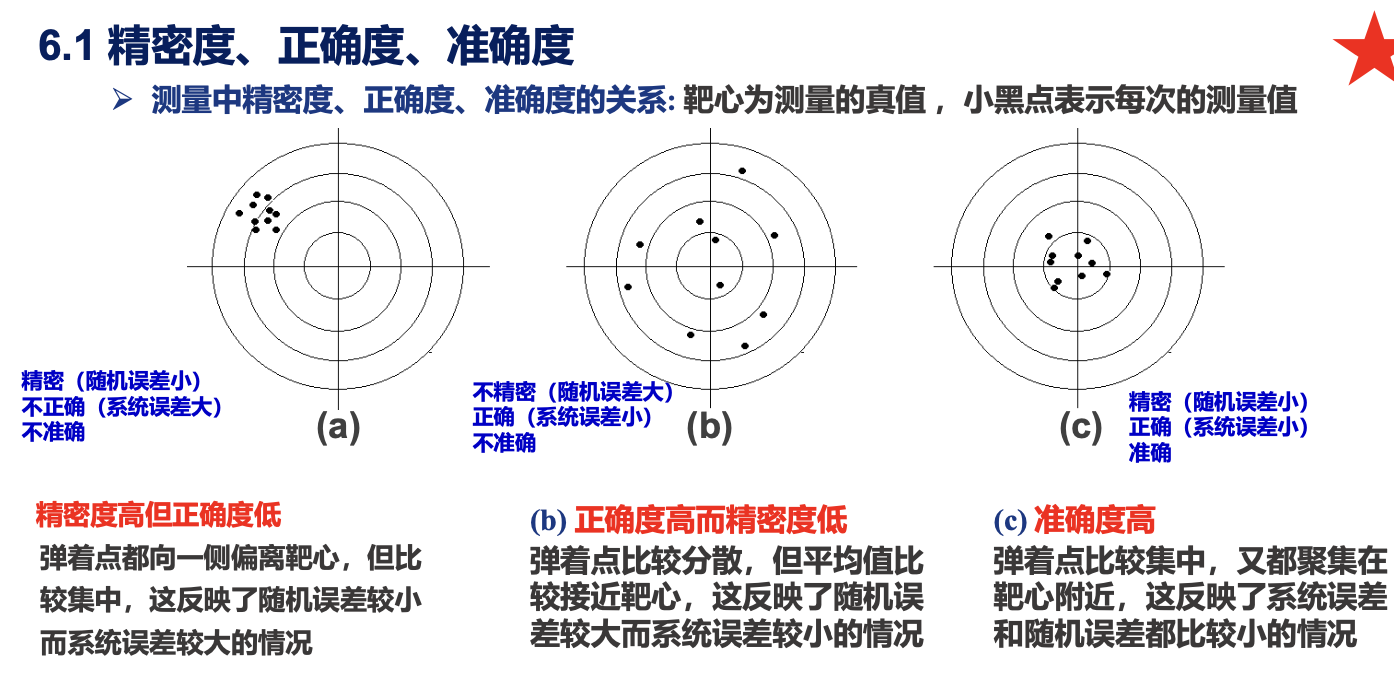 6.1 精密度、正确度、准确度
➢ 测量中精密度、正确度、准确度的关系: 靶心为测量的真值 ，小黑点表示每次的测量值
精密（随机误差小）
不正确（系统误差大）
不准确
(a)
不精密（随机误差大）
正确（系统误差小）
不准确
(b)
精密（随机误差小）
正确（系统误差小）
准确
(c)
精密度高但正确度低
弹着点都向一侧偏离靶心，但比
较集中，这反映了随机误差较小
而系统误差较大的情况
(b) 正确度高而精密度低
弹着点比较分散，但平均值比
较接近靶心，这反映了随机误
差较大而系统误差较小的情况
(c) 准确度高
弹着点比较集中，又都聚集在
靶心附近，这反映了系统误差
和随机误差都比较小的情况